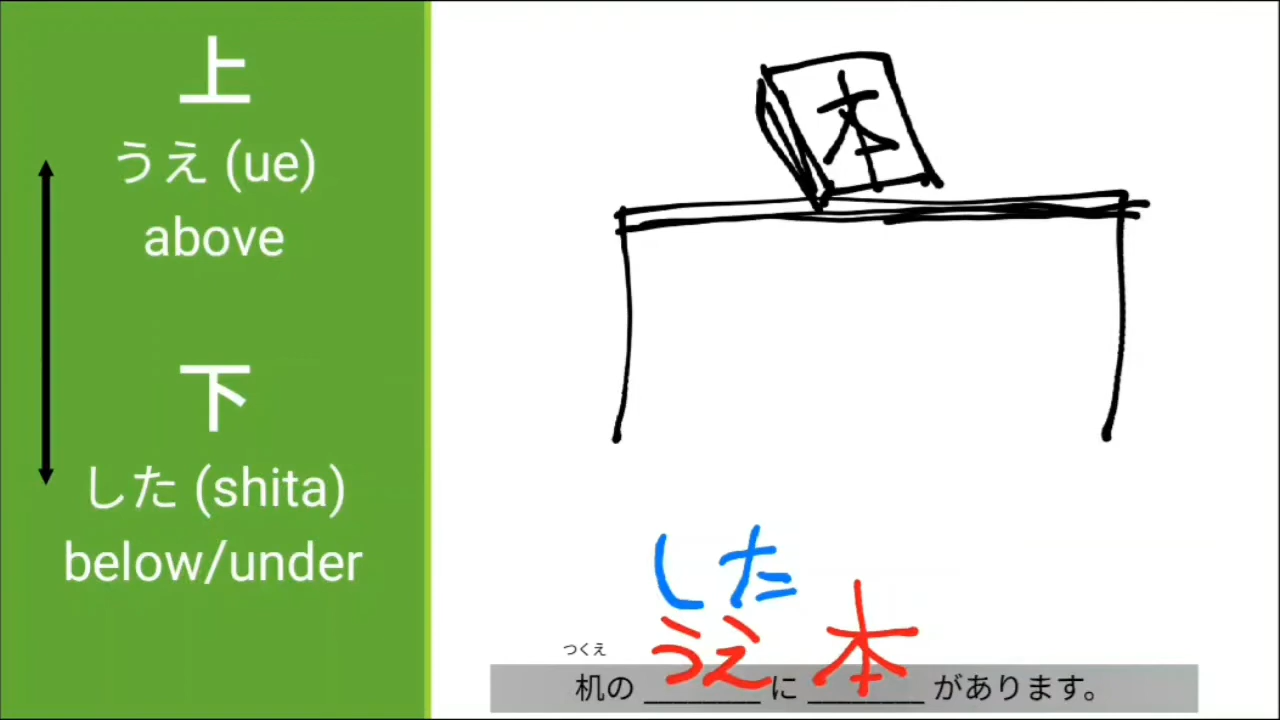 上
うえ (ue)
above
下
した (shita)
below/under
本
した
うえ 本
つくえ
机の ________ に ________ があります。